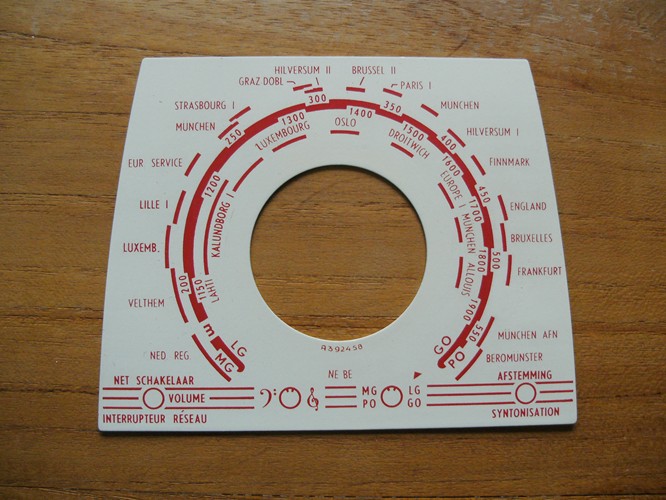 HILVERSUM II
BRUSSEL II
GRAZ DOBL
PARIS I
STRASBOURG I
MUNCHEN
MUNCHEN
HILVERSUM I
EUR SERVICE
FINNMARK
LILLE I
ENGLAND
LUXEMB.
BRUXELLES
FRANKFURT
VELTHEM
MUNCHEN AFN
NED REG.
BEROMUNSTER
m 200 250 300 350 400 450 500 550
1150 1200 1300 1400 1500 1600 1700 1800 1900
LAHTI
KALUNDBORG I
LUXEMBOURG
OSLO
DROITWICH
EUROPE I
MUNCHEN
ALLOUIS
LG
MG
GO
PO
A392458
NE BE
NET SCHAKELAAR
VOLUME
INTERRUPTEUR RÉSEAU
MG LG
PO GO
AFSTEMMING
SYNTONISATION